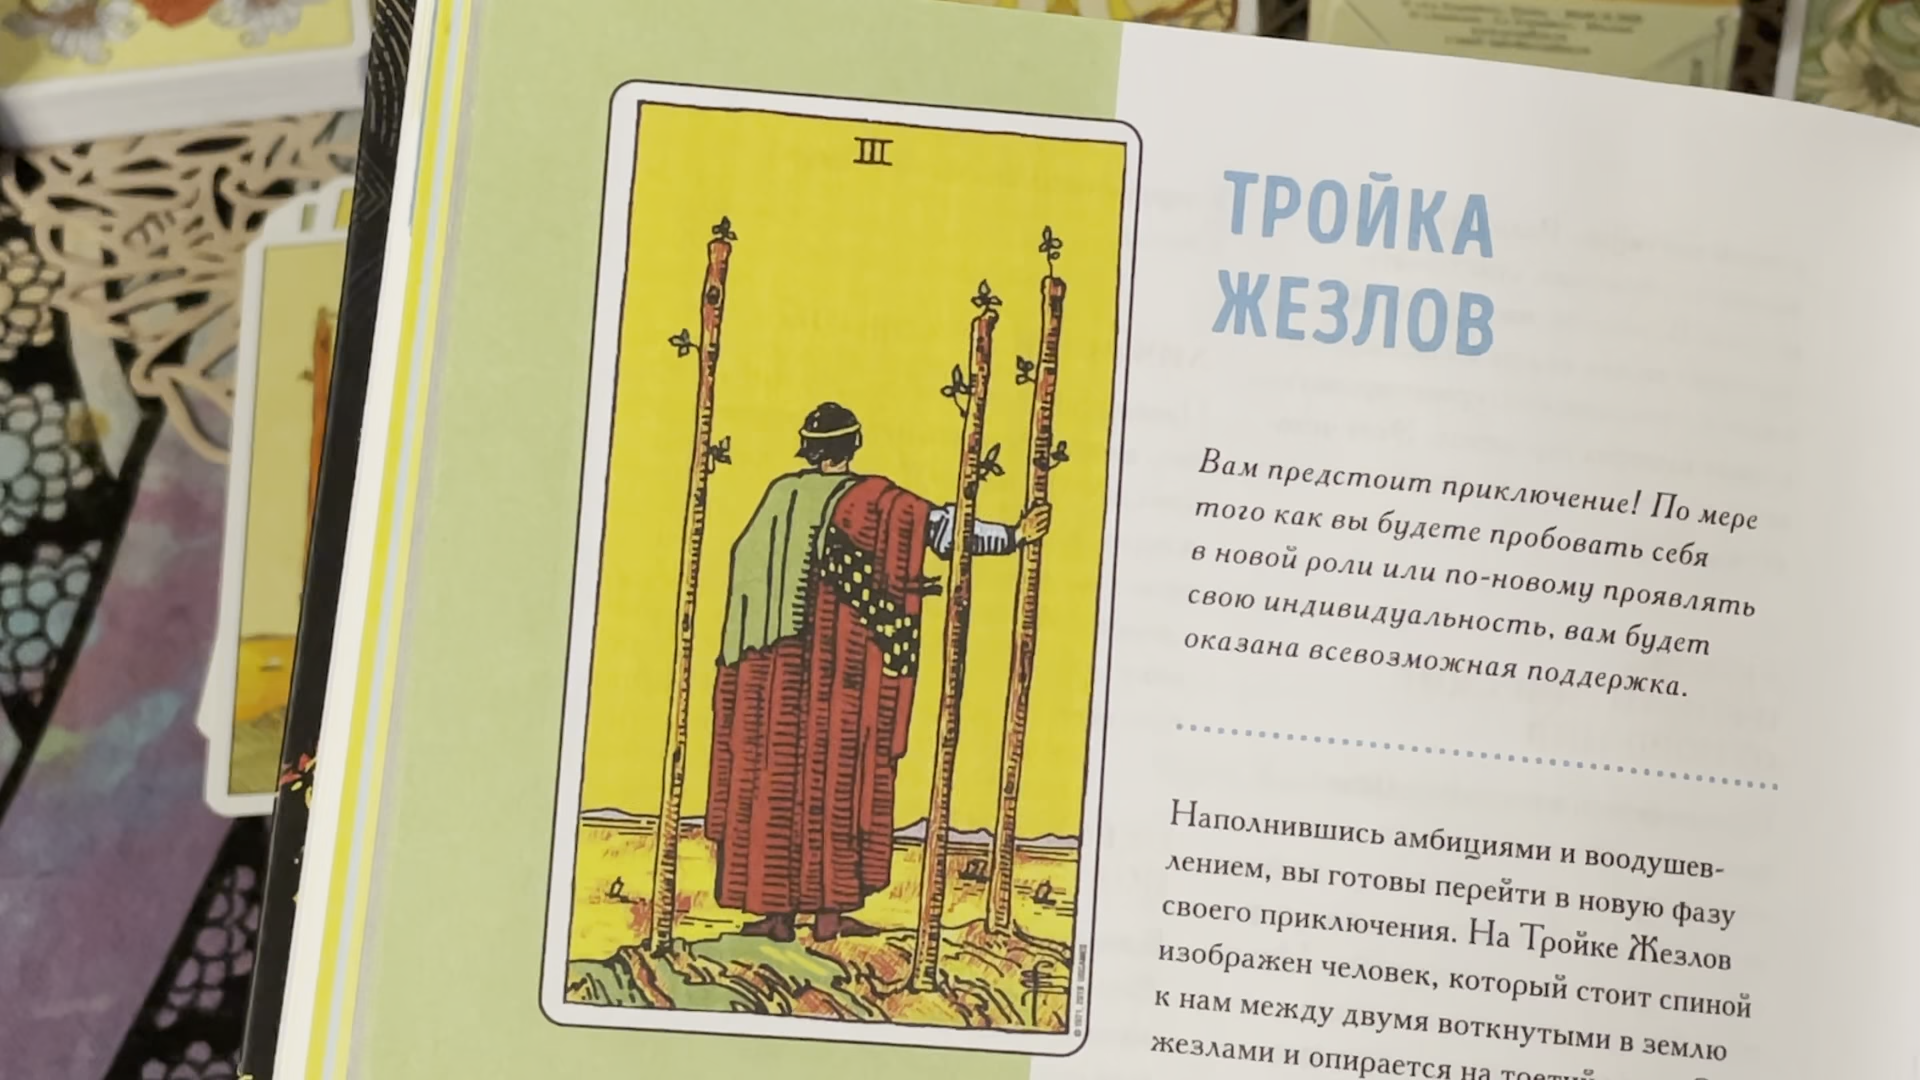 III
ТРОЙКА
ЖЕЗЛОВ
Вам предстоит приключение! По мере
того как вы будете пробовать себя
в новой роли или по-новому проявлять
свою индивидуальность, вам будет
оказана всевозможная поддержка.
Наполнившись амбициями и воодушев-
лением, вы готовы перейти в новую фазу
своего приключения. На Тройке Жезлов
изображен человек, который стоит спиной
к нам между двумя воткнутыми в землю
жезлами и опирается на